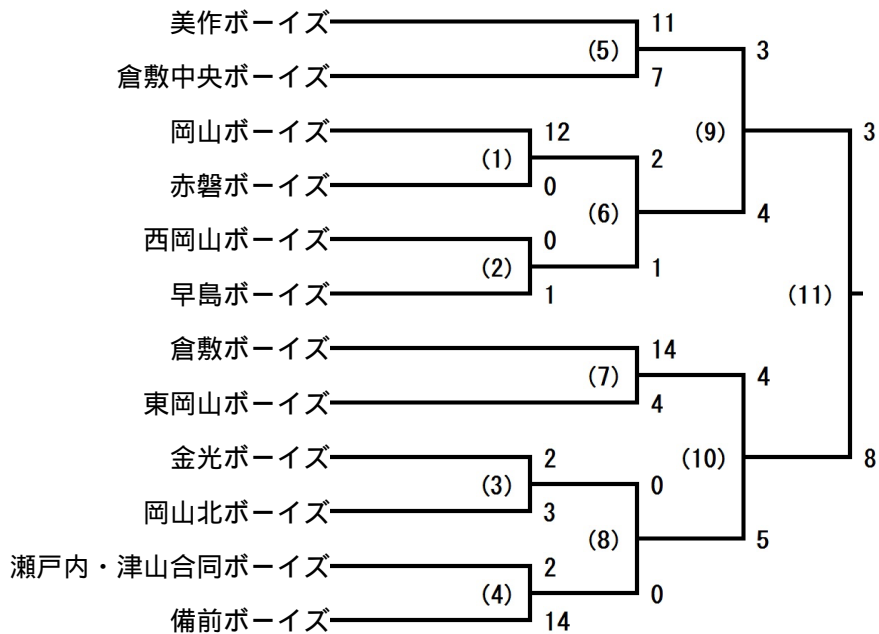 美作ボーイズ 11
(5) 3
倉敷中央ボーイズ 7
岡山ボーイズ 12 (9) 3
(1) 2
赤磐ボーイズ 0
(6) 4
西岡山ボーイズ 0
(2) 1
早島ボーイズ 1 (11)
倉敷ボーイズ 14
(7) 4
東岡山ボーイズ 4
金光ボーイズ 2 (10) 8
(3) 0
岡山北ボーイズ 3
(8) 5
瀬戸内・津山合同ボーイズ 2
(4) 0
備前ボーイズ 14